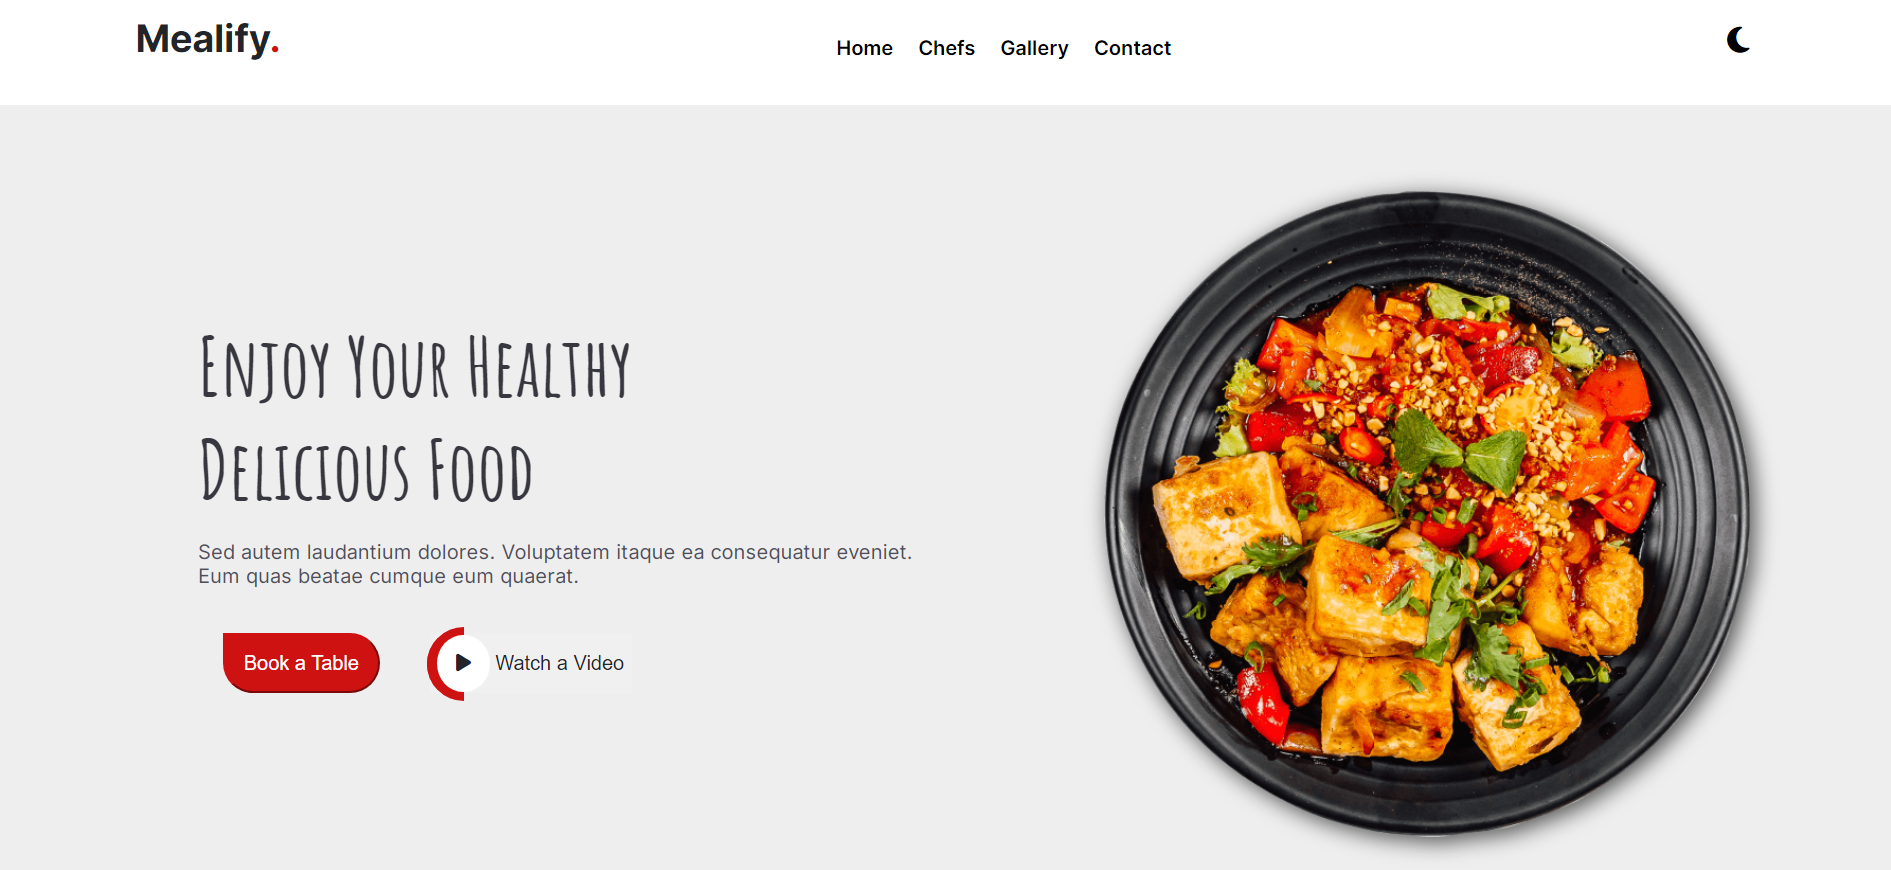 Mealify.
Home Chefs Gallery Contact
Enjoy Your Healthy
Delicious Food
Sed autem laudantium dolores. Voluptatem itaque ea consequatur eveniet.
Eum quas beatae cumque eum quaerat.
Book a Table
Watch a Video